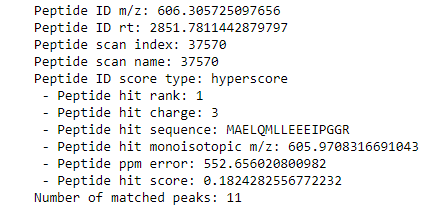 Peptide ID m/z: 606.305725097656
Peptide ID rt: 2851.7811442879797
Peptide scan index: 37570
Peptide scan name: 37570
Peptide ID score type: hyperscore
- Peptide hit rank: 1
- Peptide hit charge: 3
- Peptide hit sequence: MAELQMLLEEEIPGGR
- Peptide hit monoisotopic m/z: 605.9708316691043
- Peptide ppm error: 552.656020800982
- Peptide hit score: 0.1824282556772232
Number of matched peaks: 11